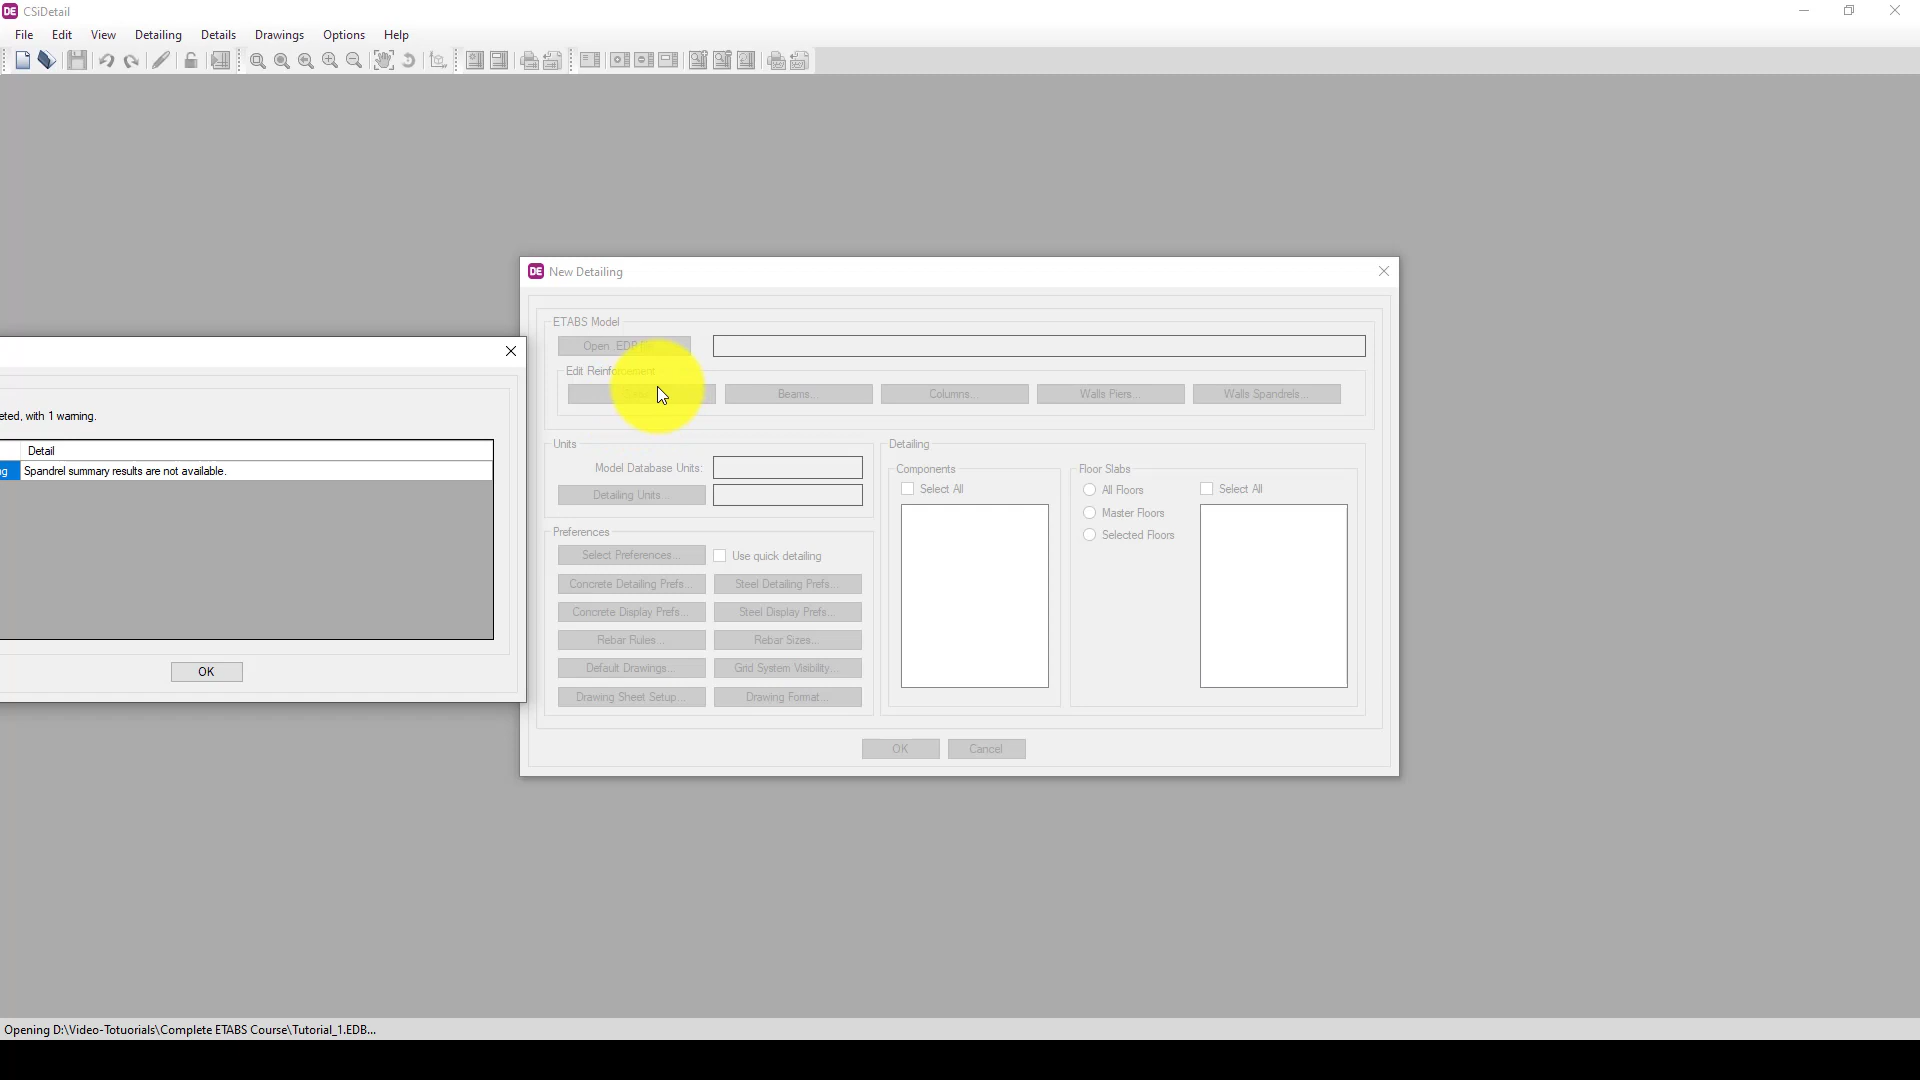 DE CSiDetail
File Edit View Detailing Details Drawings Options Help
DE New Detailing
ETABS Model
Open .EDB
Edit Reinforcement
Beams... Columns... Walls Piers... Walls Spandrels...
eted, with 1 warning.
Detail
ng Spandrel summary results are not available.
OK
Units
Model Database Units:
Detailing Units...
Preferences
Select Preferences... Use quick detailing
Concrete Detailing Prefs... Steel Detailing Prefs...
Concrete Display Prefs... Steel Display Prefs...
Rebar Rules... Rebar Sizes...
Default Drawings... Grid System Visibility...
Drawing Sheet Setup... Drawing Format...
Detailing
Components
Select All
Floor Slabs
All Floors
Master Floors
Selected Floors
Select All
OK Cancel
Opening D:\Video-Totuorials\Complete ETABS Course\Tutorial_1.EDB...